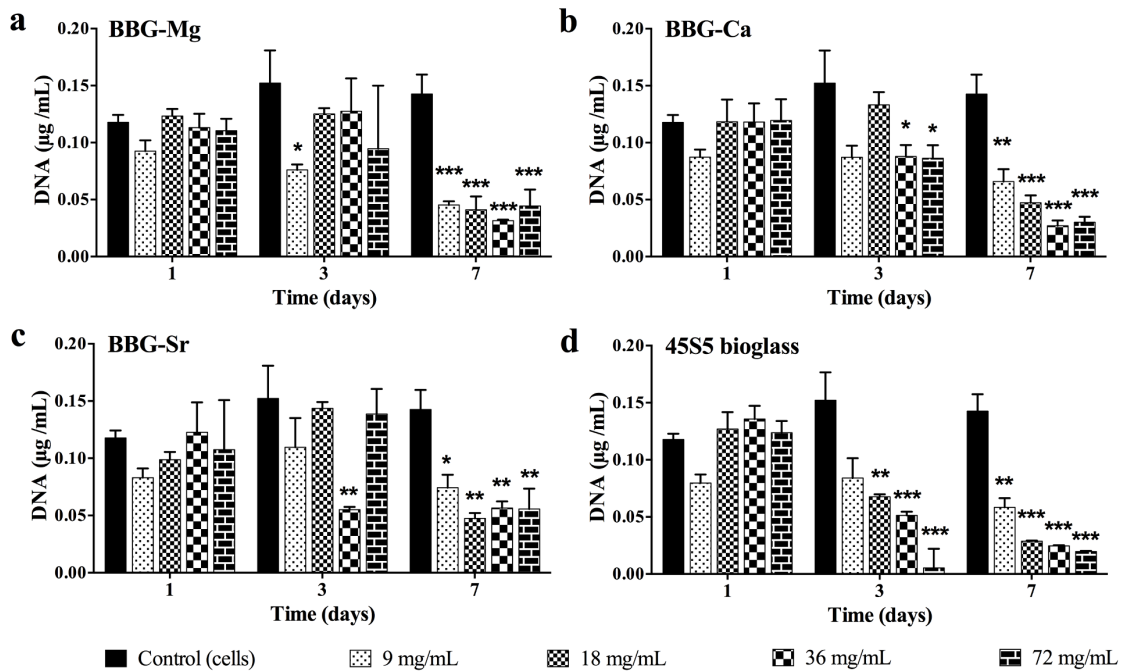 a
BBG-Mg
DNA (µg /mL)
0.20
0.15
0.10
0.05
0.00
*
***
***
***
***
1
3
7
Time (days)
b
BBG-Ca
DNA (µg /mL)
0.20
0.15
0.10
0.05
0.00
*
*
**
***
***
***
1
3
7
Time (days)
c
BBG-Sr
DNA (µg /mL)
0.20
0.15
0.10
0.05
0.00
**
*
**
**
**
1
3
7
Time (days)
d
45S5 bioglass
DNA (µg /mL)
0.20
0.15
0.10
0.05
0.00
**
***
***
**
***
***
***
1
3
7
Time (days)
Control (cells)
9 mg/mL
18 mg/mL
36 mg/mL
72 mg/mL